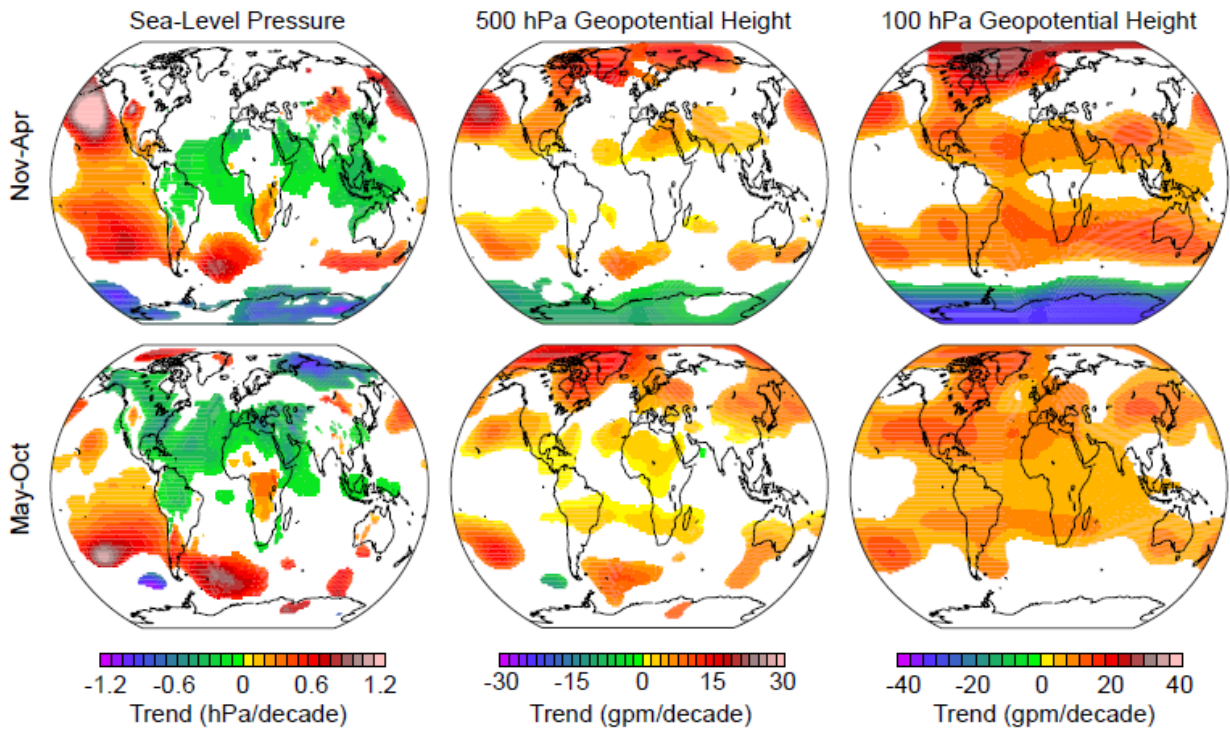 Sea-Level Pressure
500 hPa Geopotential Height
100 hPa Geopotential Height
Nov-Apr
May-Oct
-1.2 -0.6 0 0.6 1.2
-30 -15 0 15 30
-40 -20 0 20 40
Trend (hPa/decade)
Trend (gpm/decade)
Trend (gpm/decade)